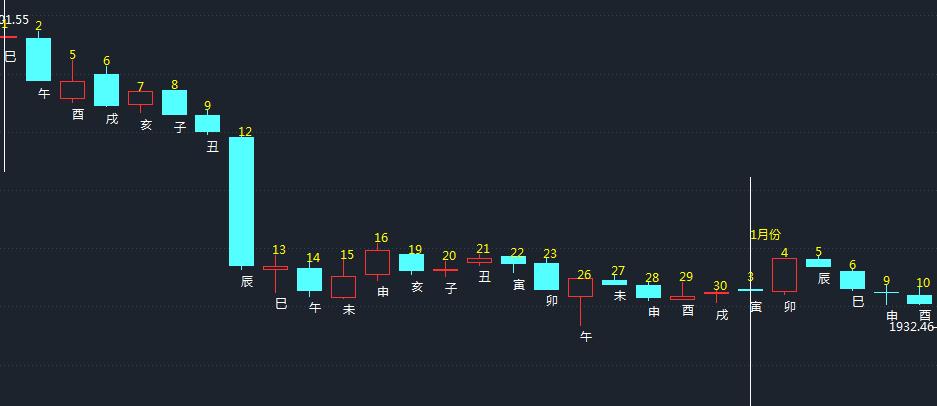 01.55
1
2
5
6
7
8
9
12
13
14
15
16
19
20
21
22
23
26
27
28
29
30
1月份
3
4
5
6
9
10
巳
午
酉
戌
亥
子
丑
辰
巳
午
未
申
亥
子
丑
寅
卯
午
未
申
酉
戌
寅
卯
辰
巳
申
酉
1932.46